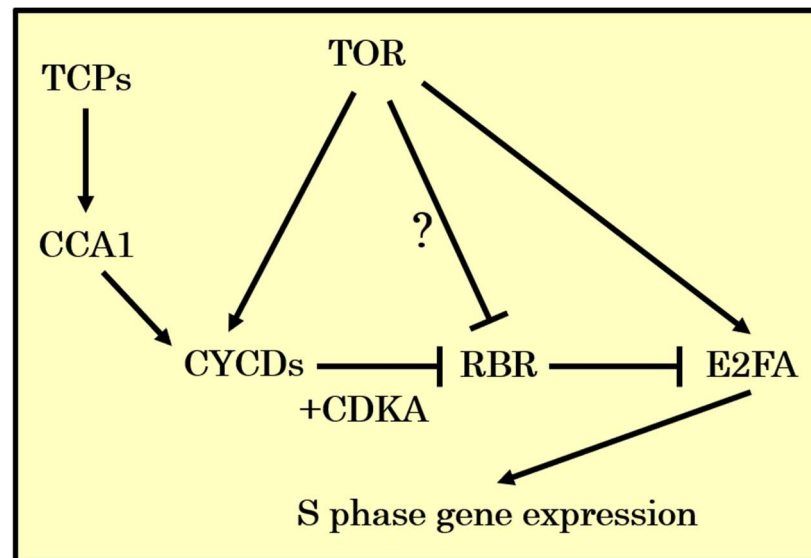 TOR
TCPs
?
CCA1
CYCDs
RBR
E2FA
+CDKA
S phase gene expression